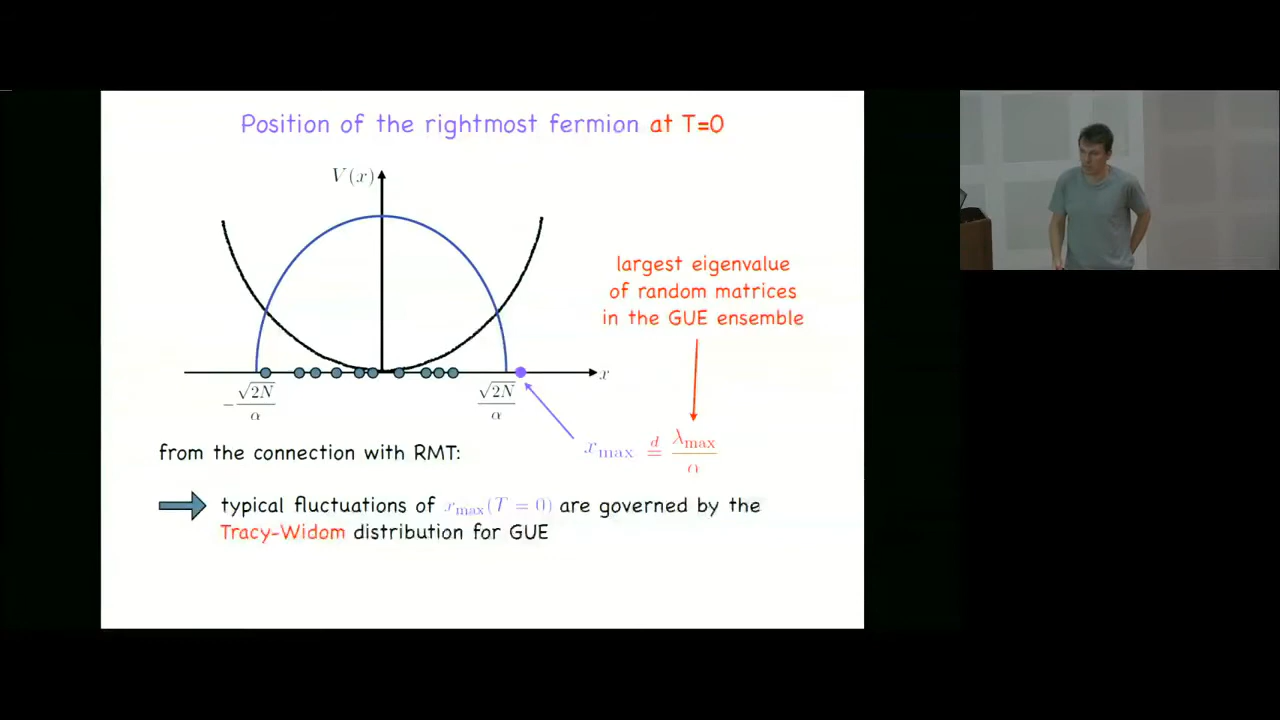 Position of the rightmost fermion at T=0
V(x)
largest eigenvalue
of random matrices
in the GUE ensemble
x
-√2N/α
√2N/α
x_max =^d λ_max/α
from the connection with RMT:
typical fluctuations of x_max(T = 0) are governed by the
Tracy-Widom distribution for GUE